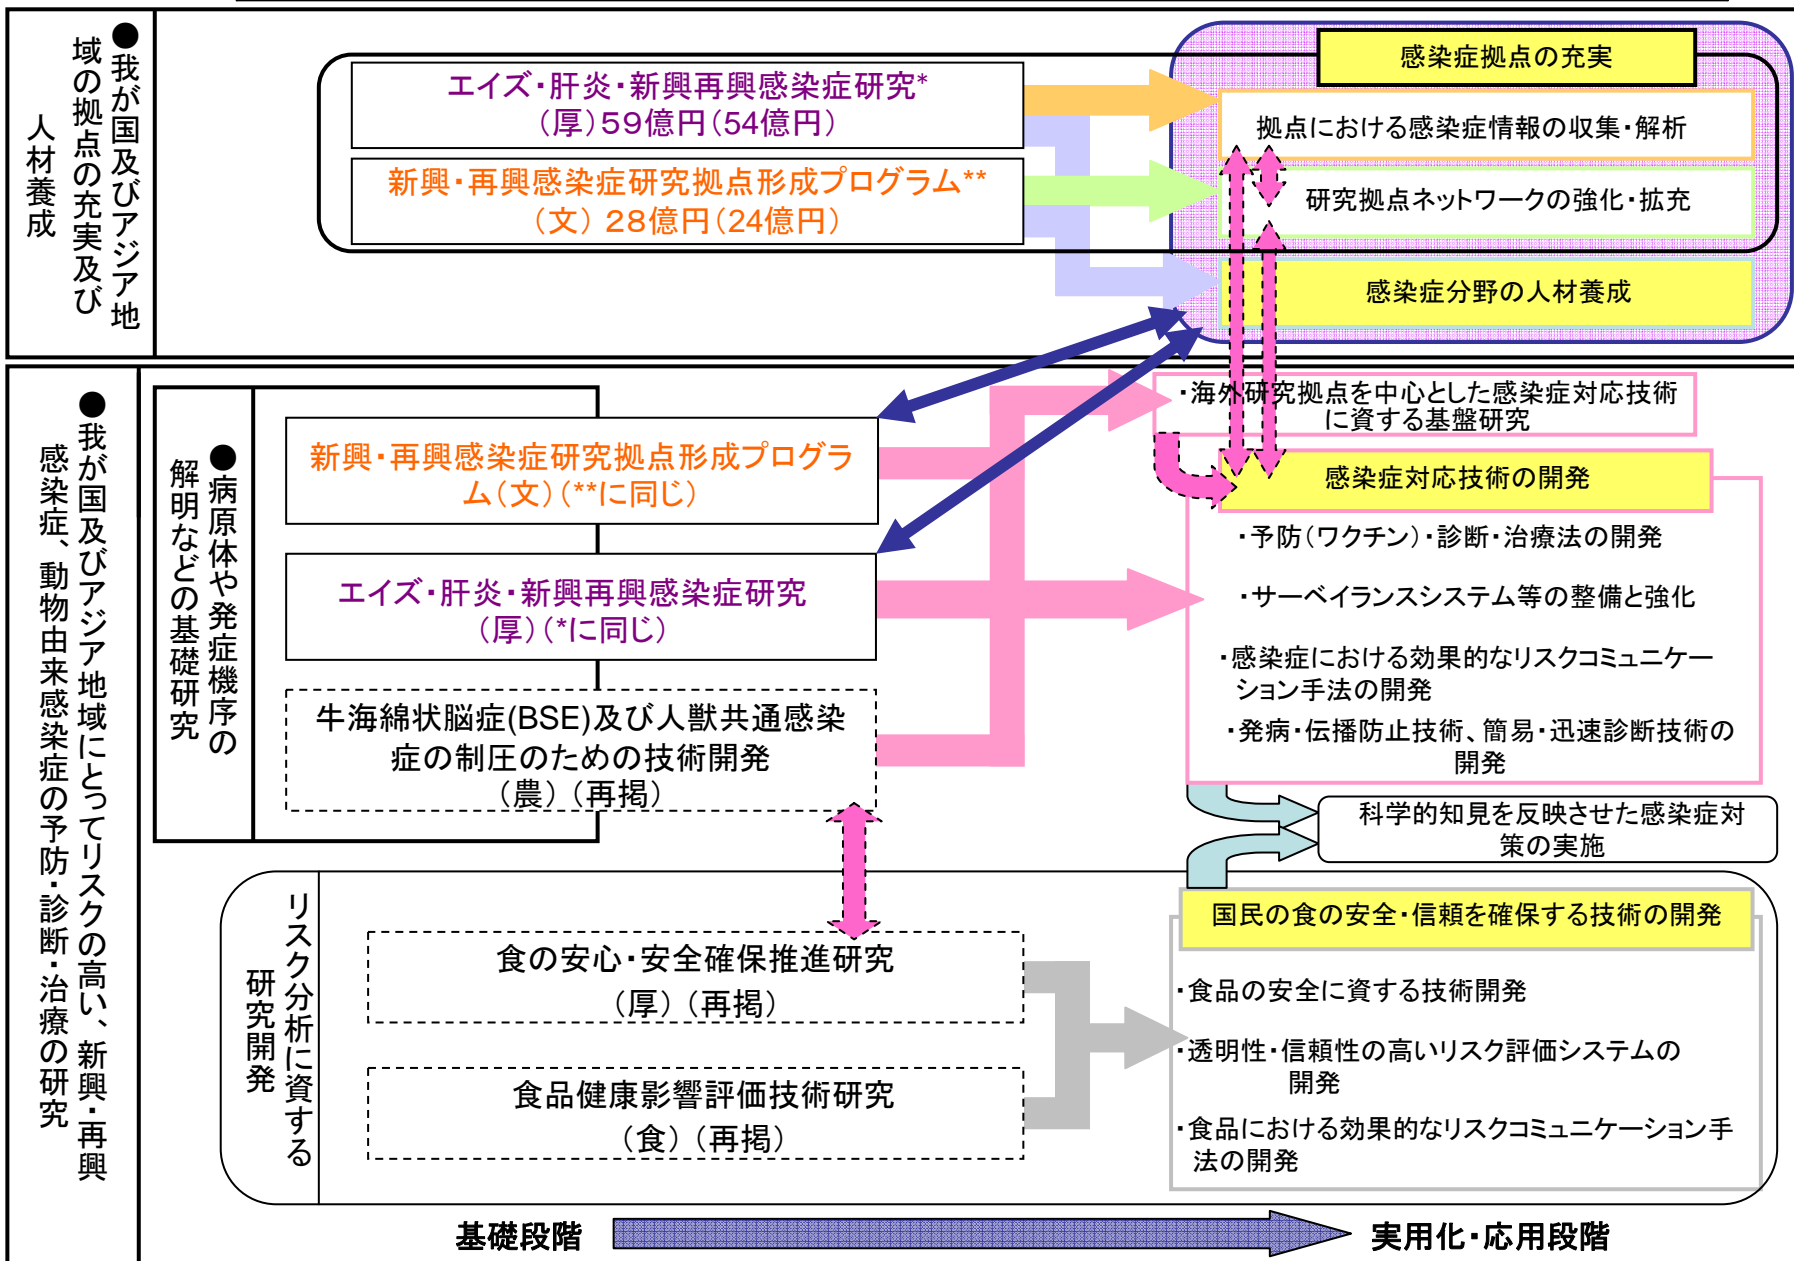 ●我が国及びアジア地
域の拠点の充実及び
人材養成
エイズ・肝炎・新興再興感染症研究*
(厚)59億円(54億円)
新興・再興感染症研究拠点形成プログラム**
(文) 28億円(24億円)
感染症拠点の充実
拠点における感染症情報の収集・解析
研究拠点ネットワークの強化・拡充
感染症分野の人材養成
●我が国及びアジア地域にとってリスクの高い、新興・再興
感染症、動物由来感染症の予防・診断・治療の研究
●病原体や発症機序の
解明などの基礎研究
新興・再興感染症研究拠点形成プログラ
ム(文)(**に同じ)
エイズ・肝炎・新興再興感染症研究
(厚)(*に同じ)
牛海綿状脳症(BSE)及び人獣共通感染
症の制圧のための技術開発
(農)(再掲)
・海外研究拠点を中心とした感染症対応技術
に資する基盤研究
感染症対応技術の開発
・予防(ワクチン)・診断・治療法の開発
・サーベイランスシステム等の整備と強化
・感染症における効果的なリスクコミュニケー
ション手法の開発
・発病・伝播防止技術、簡易・迅速診断技術の
開発
科学的知見を反映させた感染症対
策の実施
リスク分析に資する
研究開発
食の安心・安全確保推進研究
(厚)(再掲)
食品健康影響評価技術研究
(食)(再掲)
国民の食の安全・信頼を確保する技術の開発
・食品の安全に資する技術開発
・透明性・信頼性の高いリスク評価システムの
開発
・食品における効果的なリスクコミュニケーション手
法の開発
基礎段階
実用化・応用段階